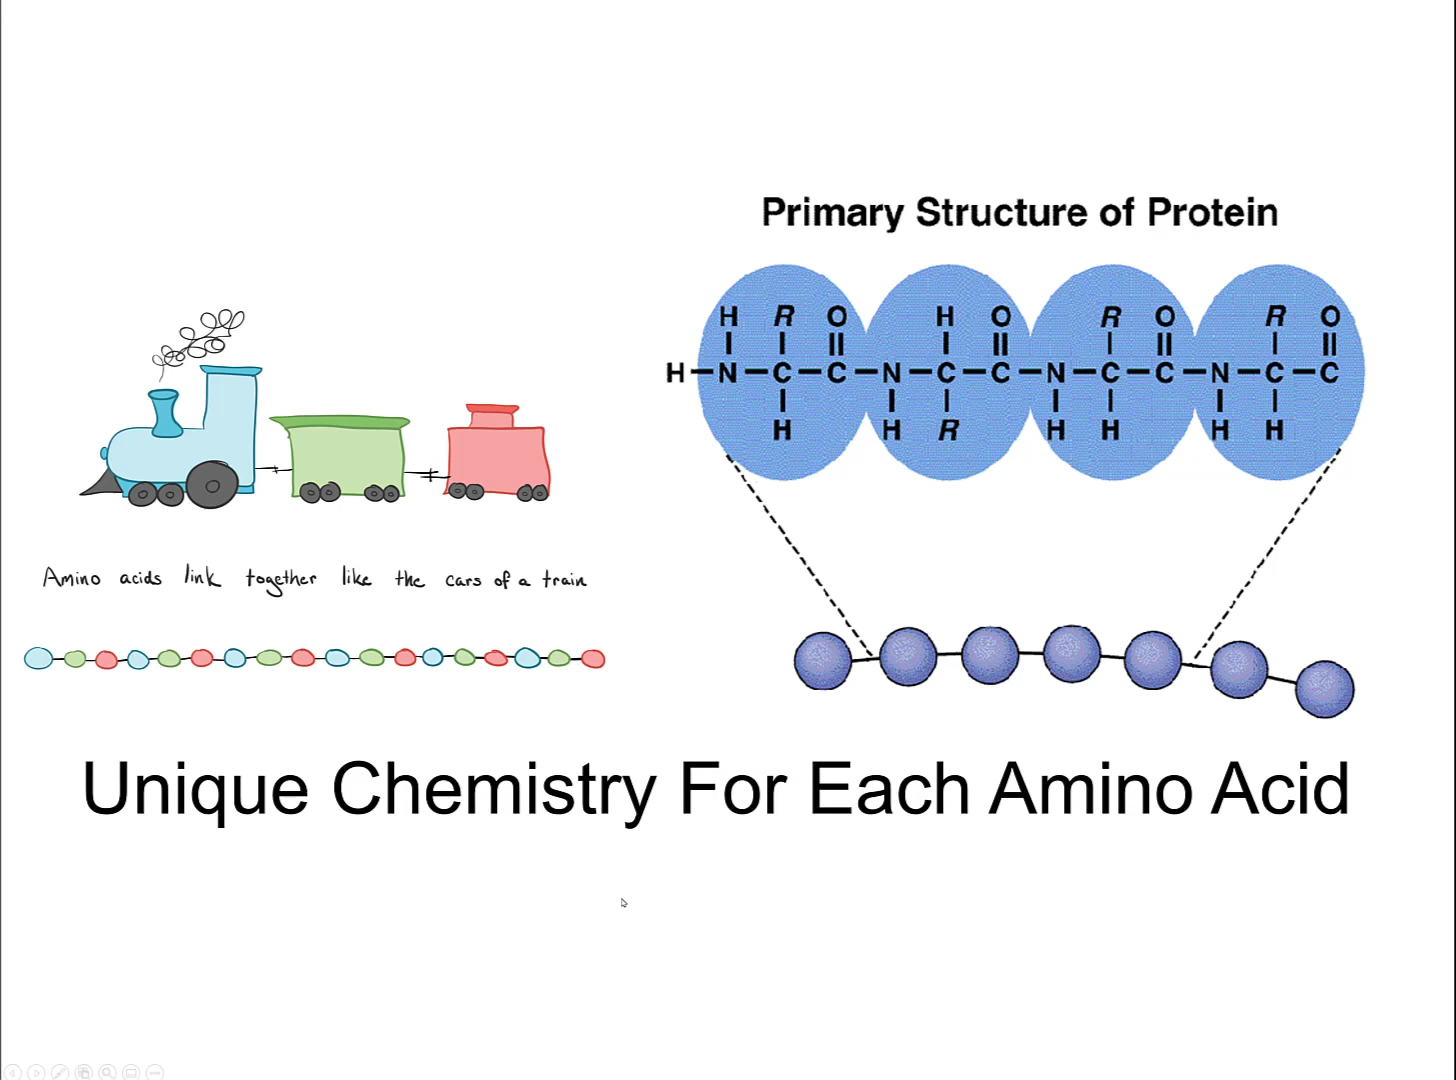 Primary Structure of Protein
H R O H O R O R O
H N C C N C C N C C N C C
H H R H H H H
Amino acids link together like the cars of a train
Unique Chemistry For Each Amino Acid